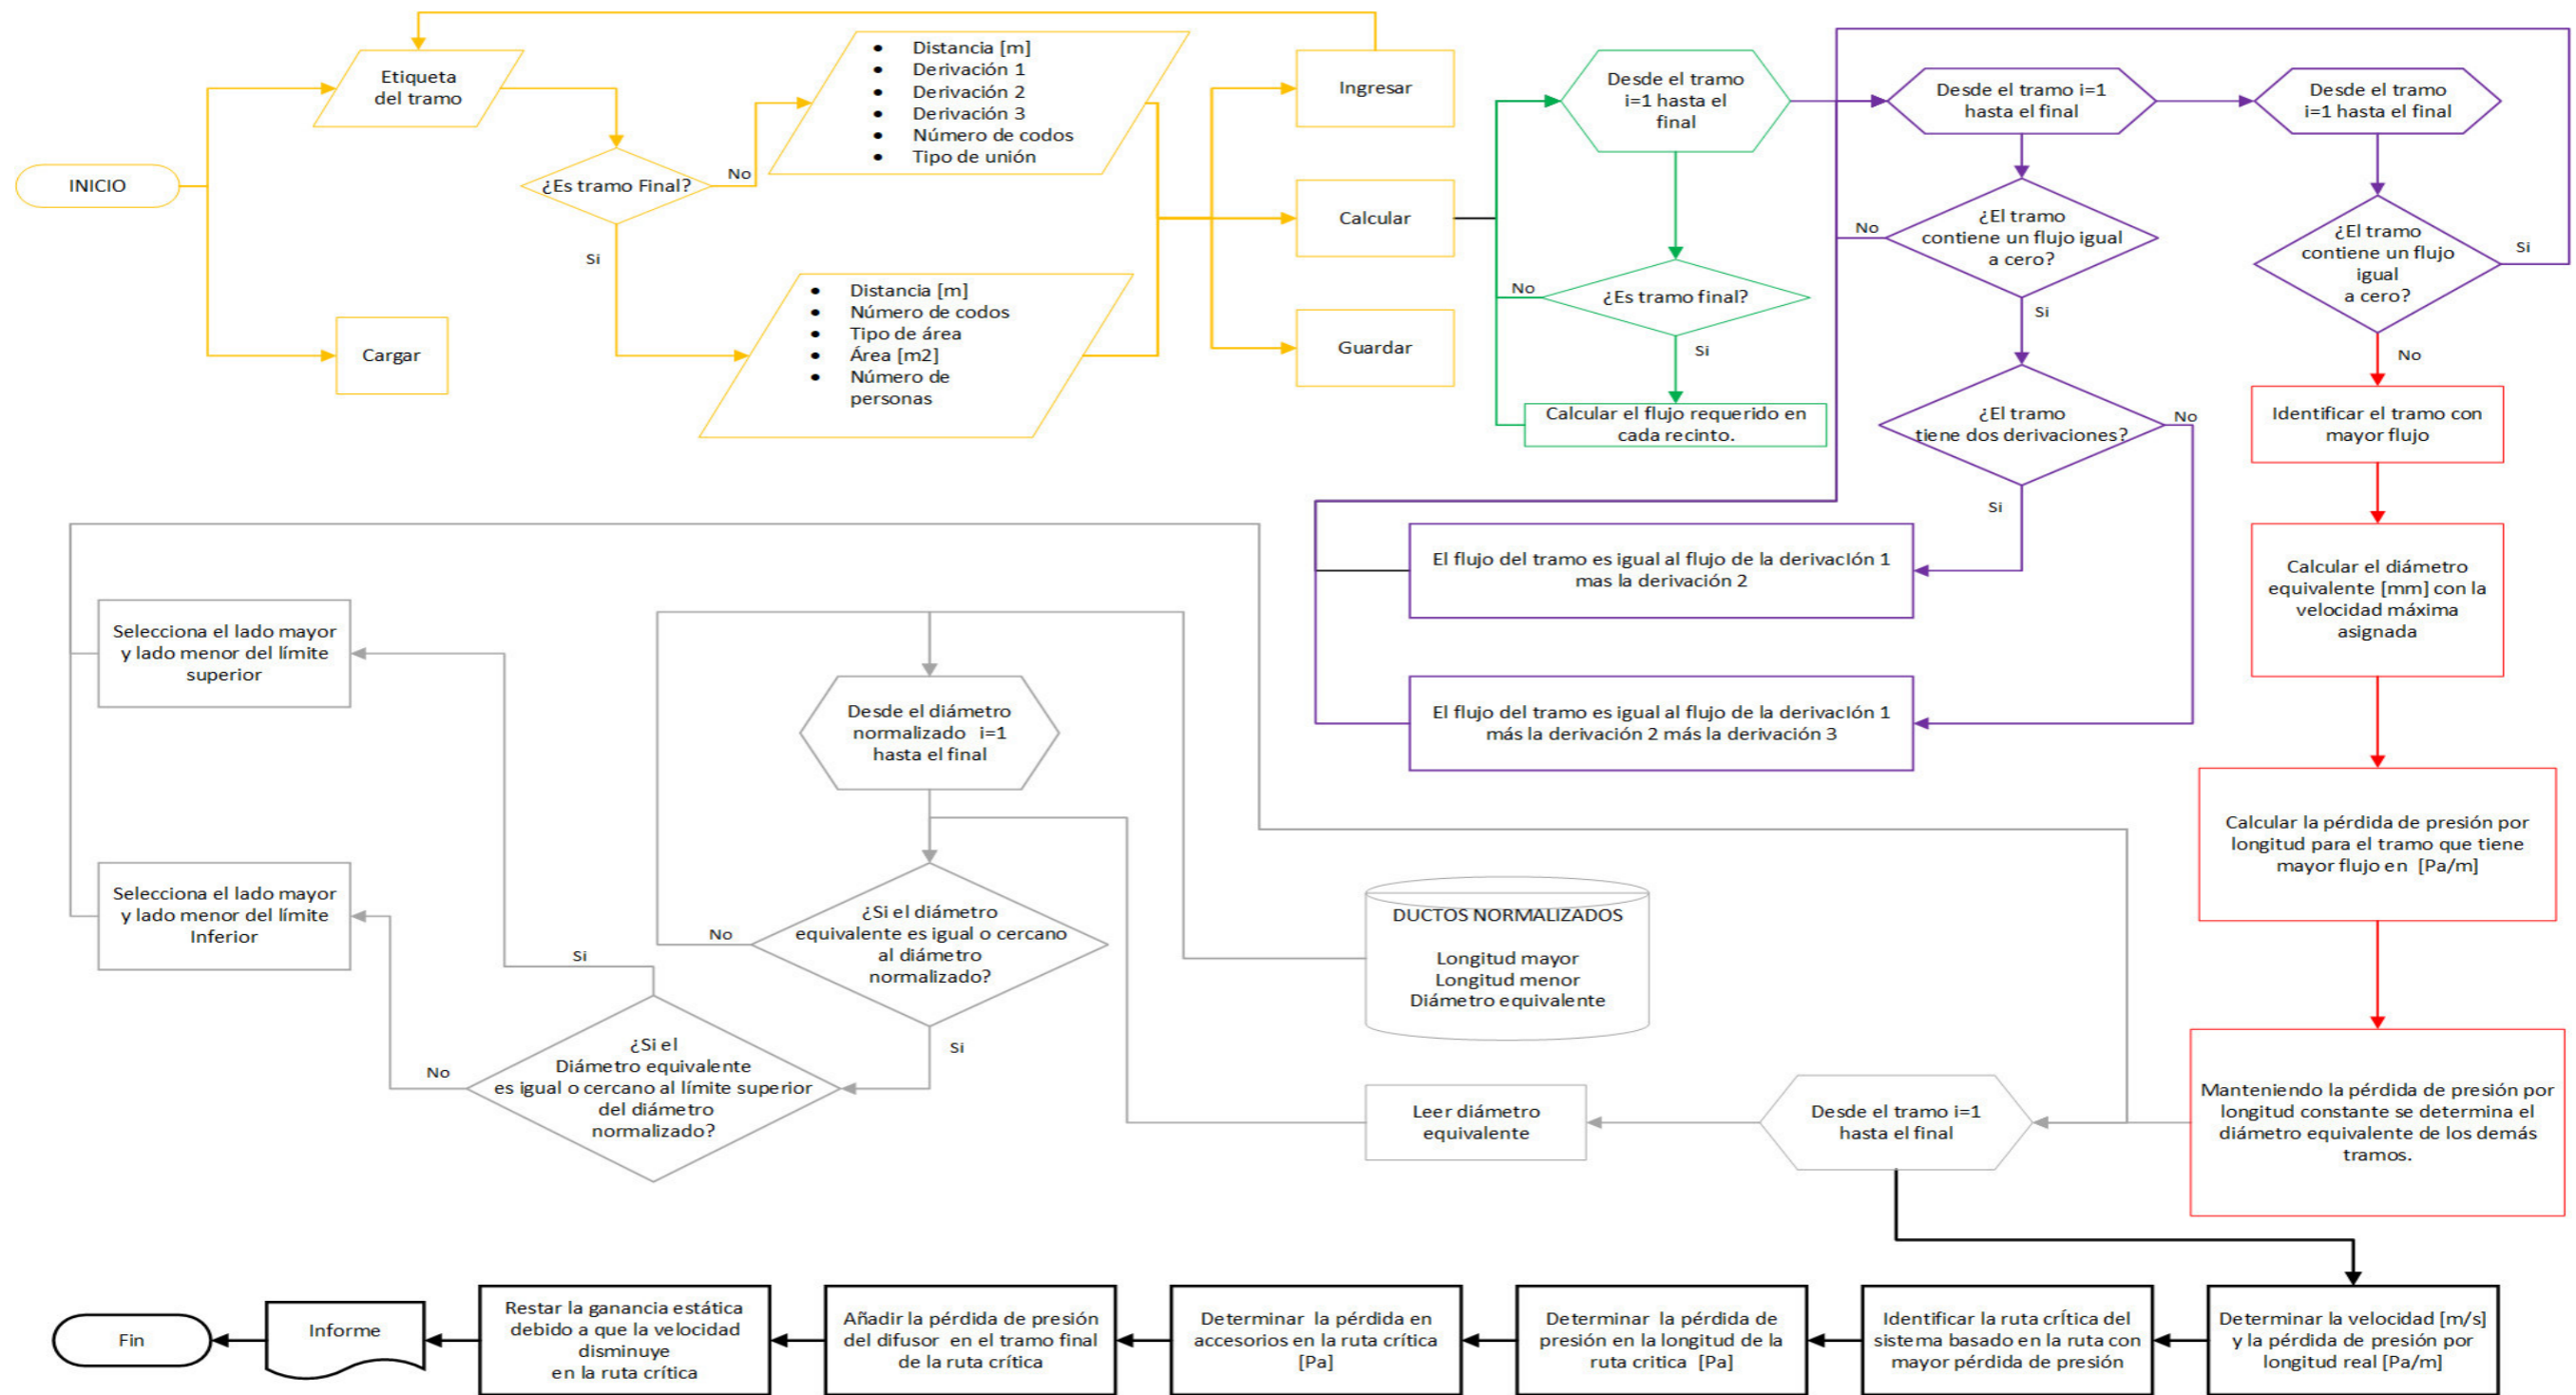 INICIO
Etiqueta
del tramo
Cargar
¿Es tramo Final?
No
Si
• Distancia [m]
• Derivación 1
• Derivación 2
• Derivación 3
• Número de codos
• Tipo de unión
• Distancia [m]
• Número de codos
• Tipo de área
• Área [m2]
• Número de
personas
Ingresar
Calcular
Guardar
Desde el tramo
i=1 hasta el
final
¿Es tramo final?
No
Si
Calcular el flujo requerido en
cada recinto.
Desde el tramo i=1
hasta el final
¿El tramo
contiene un flujo igual
a cero?
No
Si
¿El tramo
tiene dos derivaciones?
No
Si
El flujo del tramo es igual al flujo de la derivación 1
mas la derivación 2
El flujo del tramo es igual al flujo de la derivación 1
más la derivación 2 más la derivación 3
Desde el tramo
i=1 hasta el final
¿El tramo
contiene un flujo
igual
a cero?
Si
No
Identificar el tramo con
mayor flujo
Calcular el diámetro
equivalente [mm] con la
velocidad máxima
asignada
Calcular la pérdida de presión por
longitud para el tramo que tiene
mayor flujo en [Pa/m]
Manteniendo la pérdida de presión por
longitud constante se determina el
diámetro equivalente de los demás
tramos.
Desde el tramo i=1
hasta el final
Leer diámetro
equivalente
DUCTOS NORMALIZADOS
Longitud mayor
Longitud menor
Diámetro equivalente
Desde el diámetro
normalizado i=1
hasta el final
¿Si el diámetro
equivalente es igual o cercano
al diámetro
normalizado?
No
Si
¿Si el
Diámetro equivalente
es igual o cercano al límite superior
del diámetro
normalizado?
Si
No
Selecciona el lado mayor
y lado menor del límite
superior
Selecciona el lado mayor
y lado menor del límite
Inferior
Determinar la velocidad [m/s]
y la pérdida de presión por
longitud real [Pa/m]
Identificar la ruta crÍtica del
sistema basado en la ruta con
mayor pérdida de presión
Determinar la pérdida de
presión en la longitud de la
ruta critica [Pa]
Determinar la pérdida en
accesorios en la ruta crítica
[Pa]
Añadir la pérdida de presión
del difusor en el tramo final
de la ruta crítica
Restar la ganancia estática
debido a que la velocidad
disminuye
en la ruta crítica
Informe
Fin